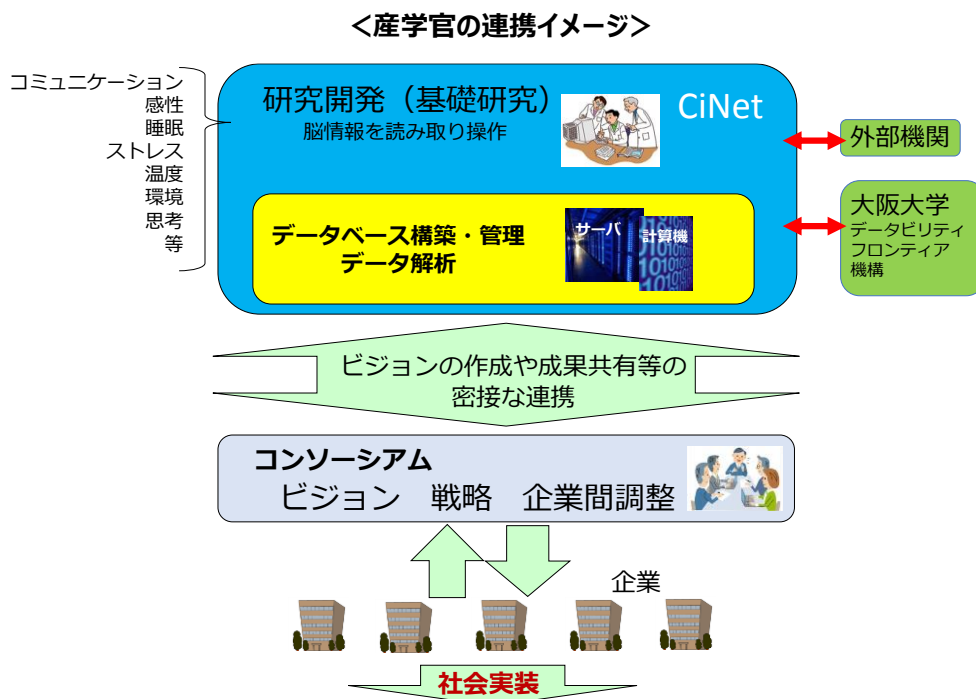 ＜産学官の連携イメージ＞
コミュニケーション
感性
睡眠
ストレス
温度
環境
思考
等
研究開発（基礎研究）
脳情報を読み取り操作
CiNet
データベース構築・管理
データ解析
サーバ
計算機
外部機関
大阪大学
データビリティ
フロンティア
機構
ビジョンの作成や成果共有等の
密接な連携
コンソーシアム
ビジョン　戦略　企業間調整
企業
社会実装